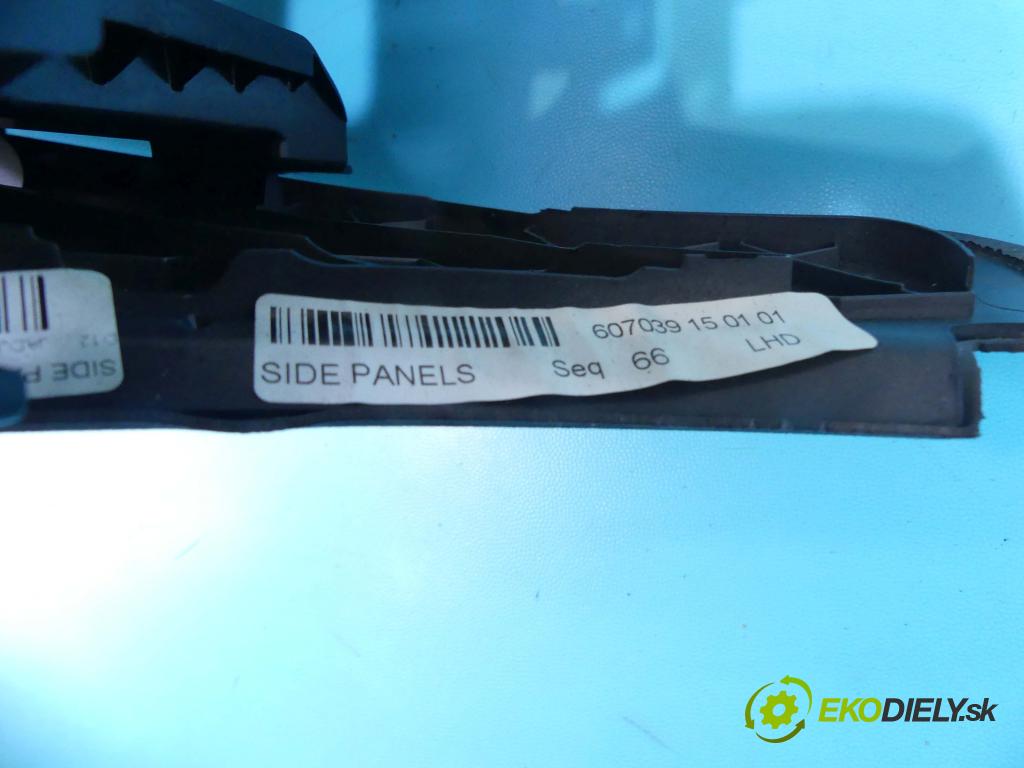 607039 15 01 01
SIDE PANELS Seq 66 LHD
SIDE P
EKODIELY.sk